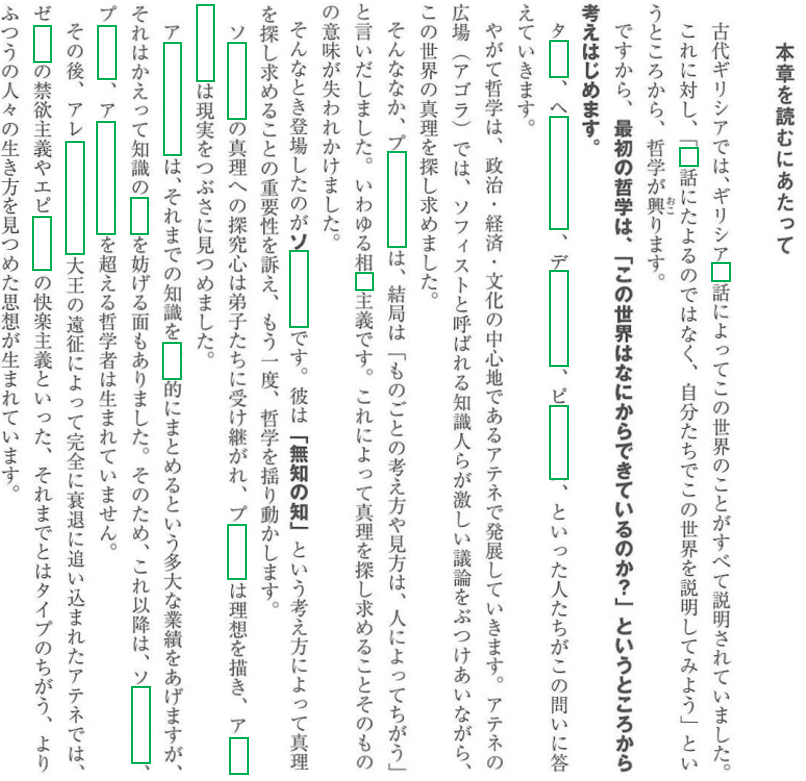 本章を読むにあたって
古代ギリシアでは、ギリシア話によってこの世界のことがすべて説明されていました。
これに対し、「話にたよるのではなく、自分たちでこの世界を説明してみよう」とい
うところから、哲学が興ります。
おこ
ですから、最初の哲学は、「この世界はなにからできているのか？」というところから
考えはじめます。
タ、ヘ、デ、ピ、といった人たちがこの問いに答
えていきます。
やがて哲学は、政治・経済・文化の中心地であるアテネで発展していきます。アテネの
広場（アゴラ）では、ソフィストと呼ばれる知識人らが激しい議論をぶつけあいながら、
この世界の真理を探し求めました。
そんななか、プは、結局は「ものごとの考え方や見方は、人によってちがう」
と言いだしました。いわゆる相主義です。これによって真理を探し求めることそのもの
の意味が失われかけました。
そんなとき登場したのがソです。彼は「無知の知」という考え方によって真理
を探し求めることの重要性を訴え、もう一度、哲学を揺り動かします。
ソの真理への探究心は弟子たちに受け継がれ、プは理想を描き、ア
は現実をつぶさに見つめました。
アは、それまでの知識を的にまとめるという多大な業績をあげますが、
それはかえって知識のを妨げる面もありました。そのため、これ以降は、ソ、
プ、アを超える哲学者は生まれていません。
その後、アレ大王の遠征によって完全に衰退に追い込まれたアテネでは、
ゼの禁欲主義やエピの快楽主義といった、それまでとはタイプのちがう、より
ふつうの人々の生き方を見つめた思想が生まれています。